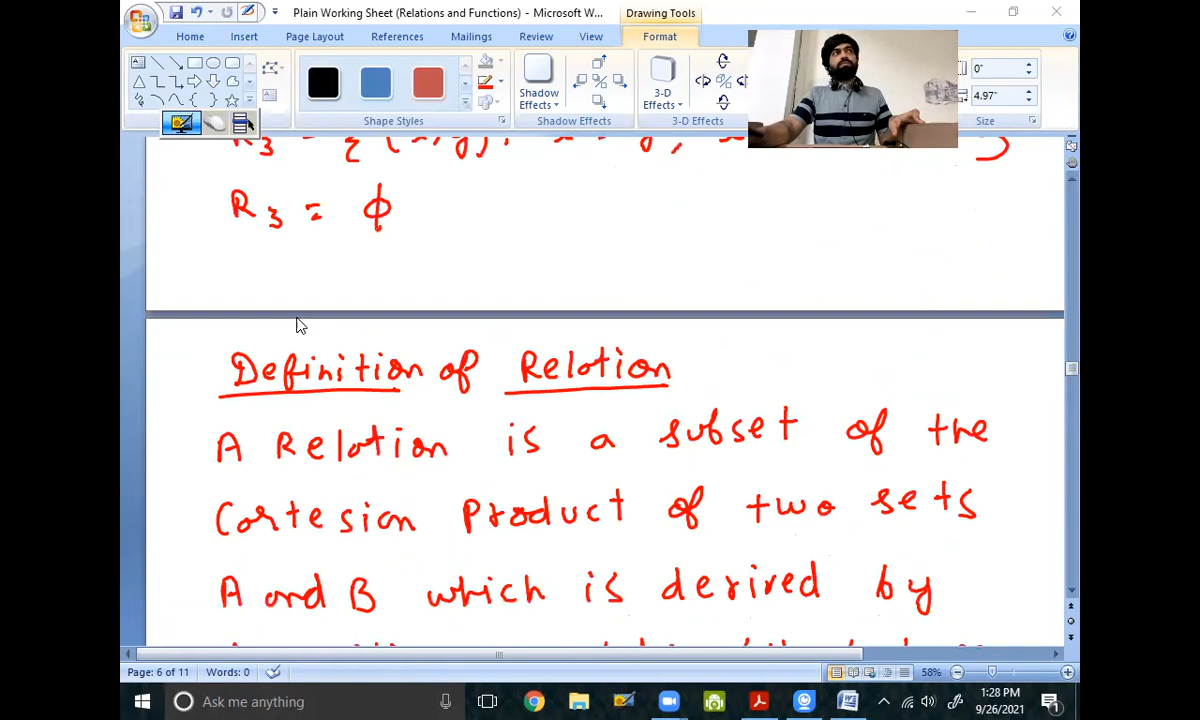 Plain Working Sheet (Relations and Functions) - Microsoft W...
Drawing Tools
Home Insert Page Layout References Mailings Review View Format
Shadow Effects
3-D Effects
0"
4.97"
Shape Styles
Shadow Effects
3-D Effects
Size
R3 = {(x, y) :
R3 = ϕ
Definition of Relation
A Relation is a subset of the
Cartesian Product of two sets
A and B which is derived by
Page: 6 of 11 Words: 0 58%
Ask me anything
1:28 PM
9/26/2021
1